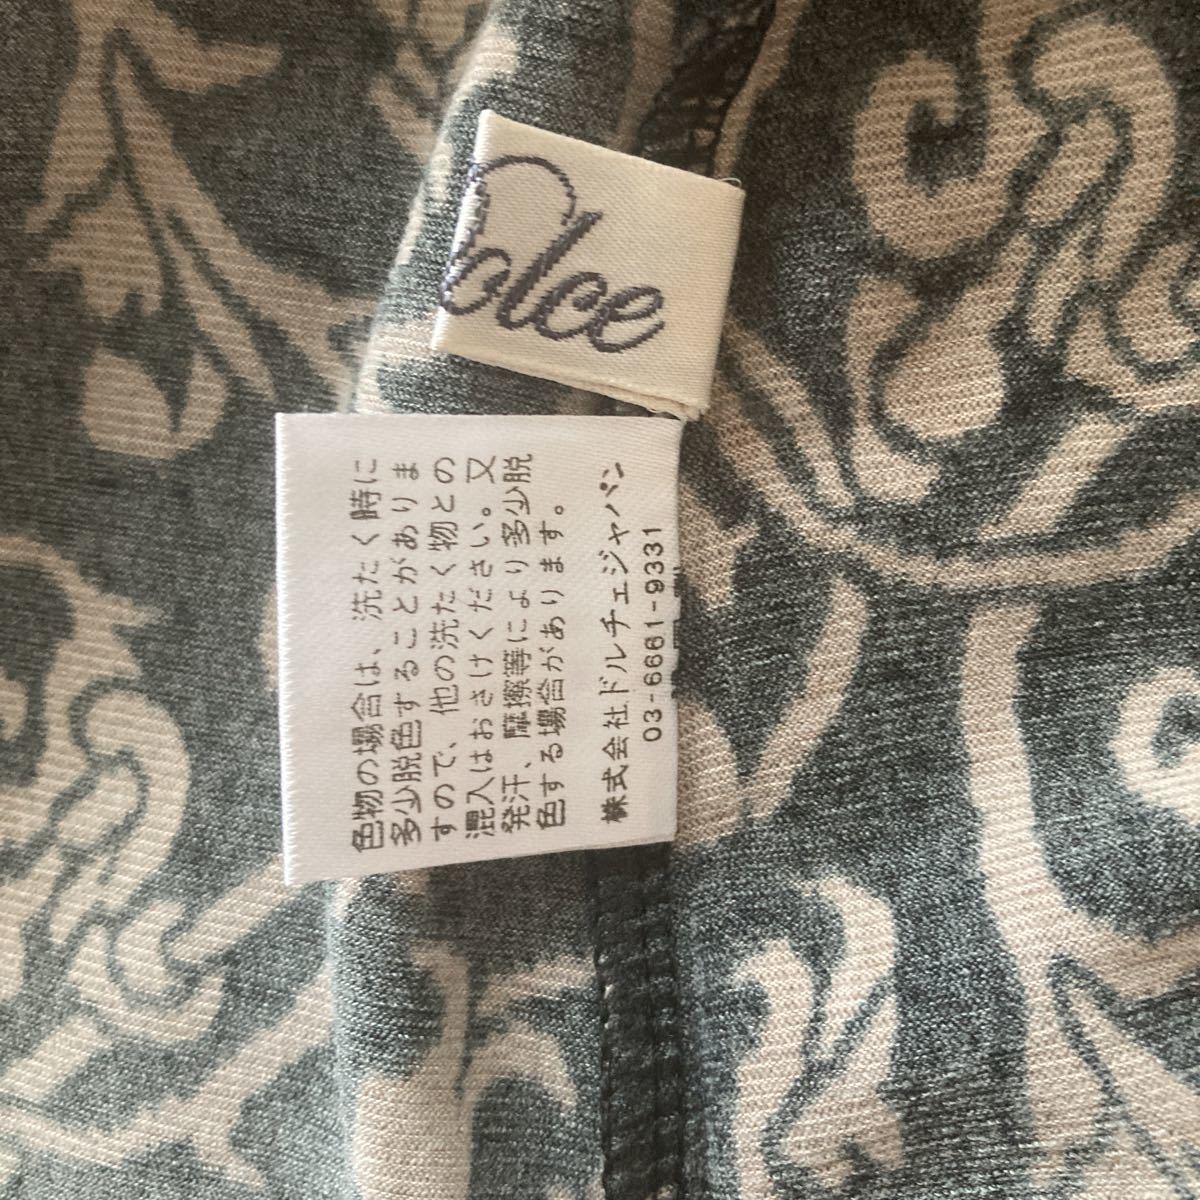 Dolce
色物の場合は、洗たく時に
多少脱色することがありま
すので、他の洗たく物との
混入はおさけください。又
発汗、摩擦等により多少脱
色する場合があります。
株式会社ドルチェジャパン
03-6661-9331